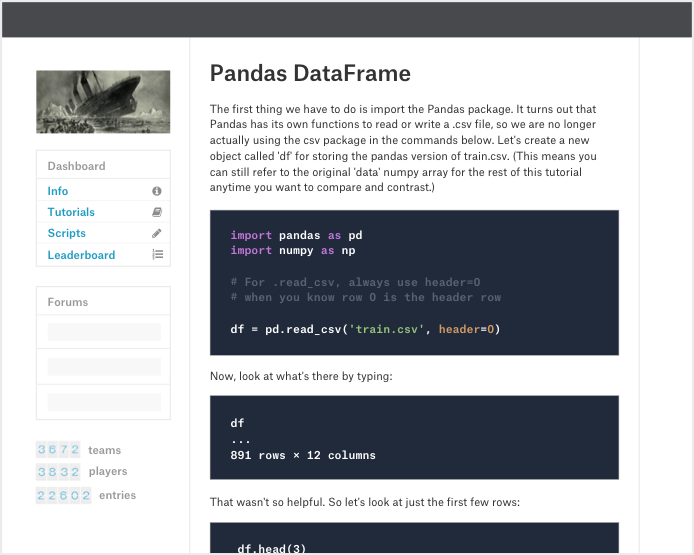 Dashboard
Info
Tutorials
Scripts
Leaderboard
Forums
3672 teams
3832 players
22602 entries
Pandas DataFrame
The first thing we have to do is import the Pandas package. It turns out that
Pandas has its own functions to read or write a .csv file, so we are no longer
actually using the csv package in the commands below. Let's create a new
object called 'df' for storing the pandas version of train.csv. (This means you
can still refer to the original 'data' numpy array for the rest of this tutorial
anytime you want to compare and contrast.)
import pandas as pd
import numpy as np
# For .read_csv, always use header=0
# when you know row 0 is the header row
df = pd.read_csv('train.csv', header=0)
Now, look at what's there by typing:
df
...
891 rows × 12 columns
That wasn't so helpful. So let's look at just the first few rows:
df.head(3)